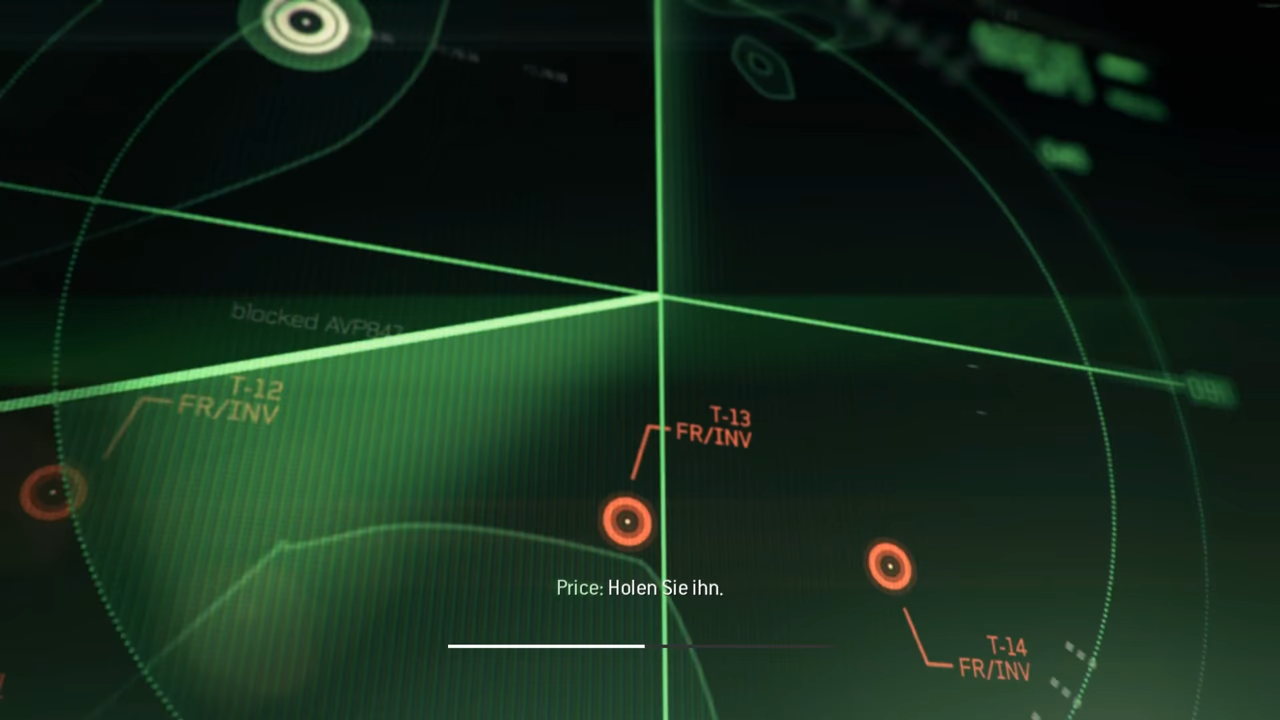 blocked AVP847
T-12
FR/INV
T-13
FR/INV
Price: Holen Sie ihn.
T-14
FR/INV